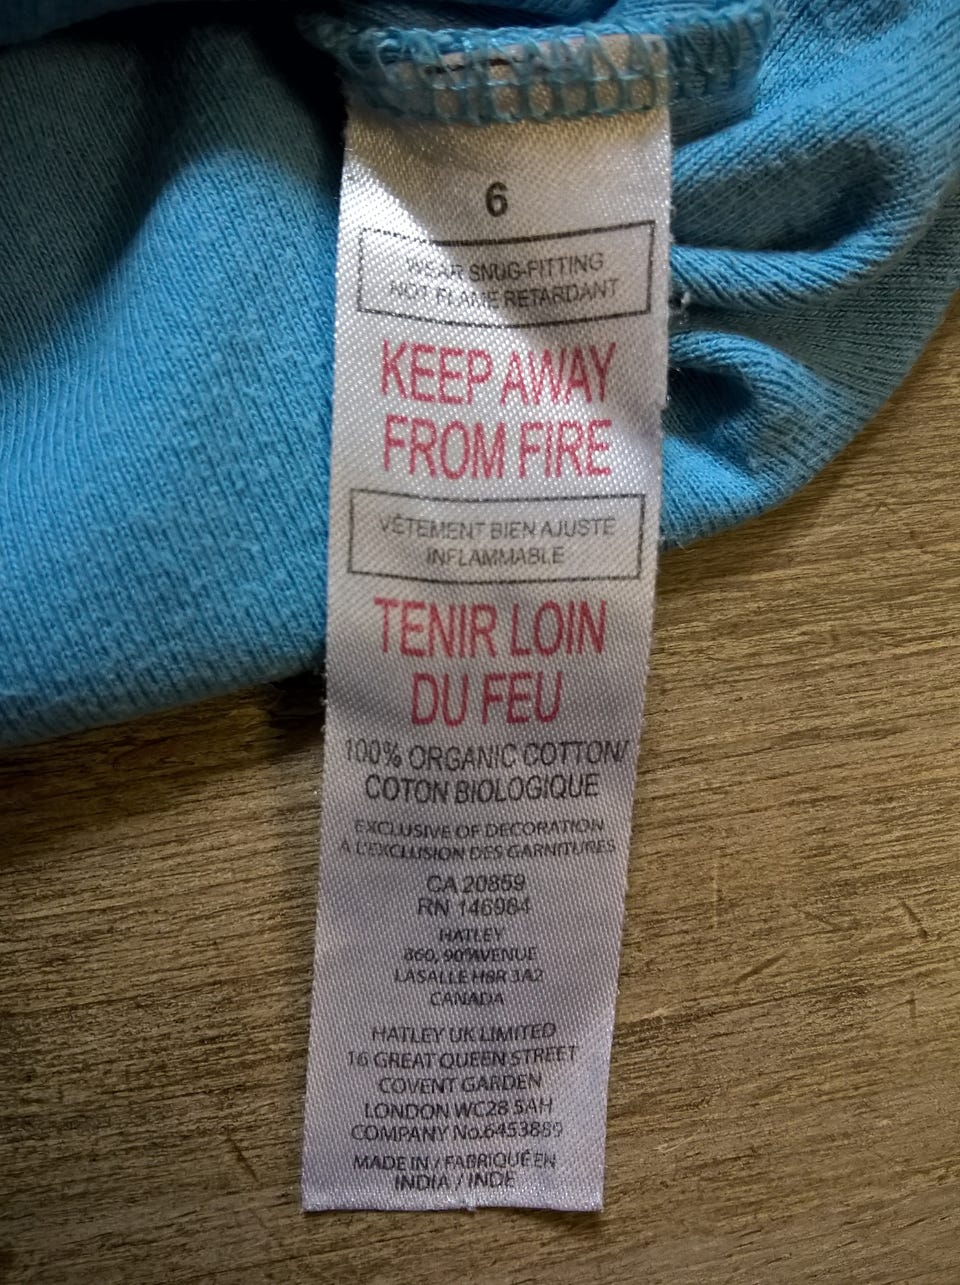 6
WEAR SNUG-FITTING
NOT FLAME RETARDANT
KEEP AWAY
FROM FIRE
VÊTEMENT BIEN AJUSTÉ
INFLAMMABLE
TENIR LOIN
DU FEU
100% ORGANIC COTTON/
COTON BIOLOGIQUE
EXCLUSIVE OF DECORATION
À L'EXCLUSION DES GARNITURES
CA 20859
RN 146984
HATLEY
860, 90e AVENUE
LASALLE H8R 3A2
CANADA
HATLEY UK LIMITED
16 GREAT QUEEN STREET
COVENT GARDEN
LONDON WC2B 5AH
COMPANY No.6453889
MADE IN / FABRIQUÉ EN
INDIA / INDE